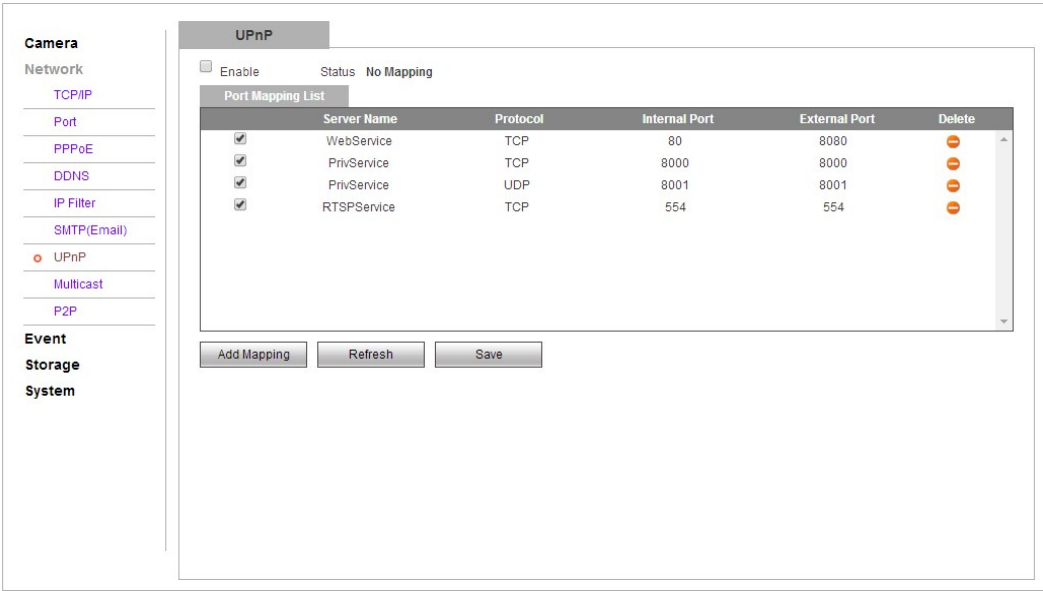 Camera
Network
TCP/IP
Port
PPPoE
DDNS
IP Filter
SMTP(Email)
UPnP
Multicast
P2P
Event
Storage
System
UPnP
Enable Status No Mapping
Port Mapping List
Server Name Protocol Internal Port External Port Delete
WebService TCP 80 8080
PrivService TCP 8000 8000
PrivService UDP 8001 8001
RTSPService TCP 554 554
Add Mapping Refresh Save